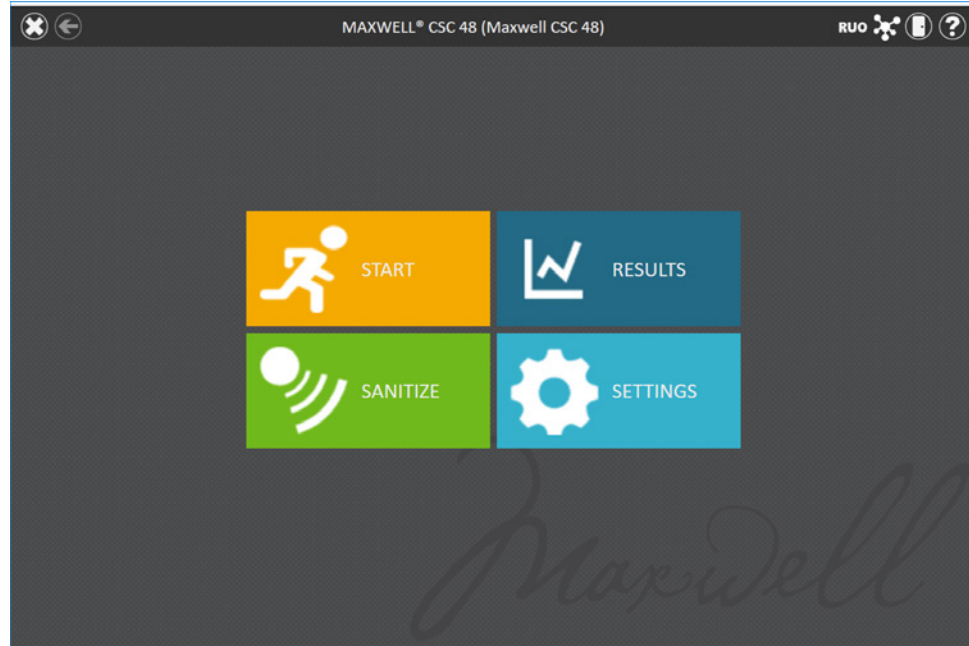 MAXWELL® CSC 48 (Maxwell CSC 48)
RUO
?
START
RESULTS
SANITIZE
SETTINGS
Maxwell